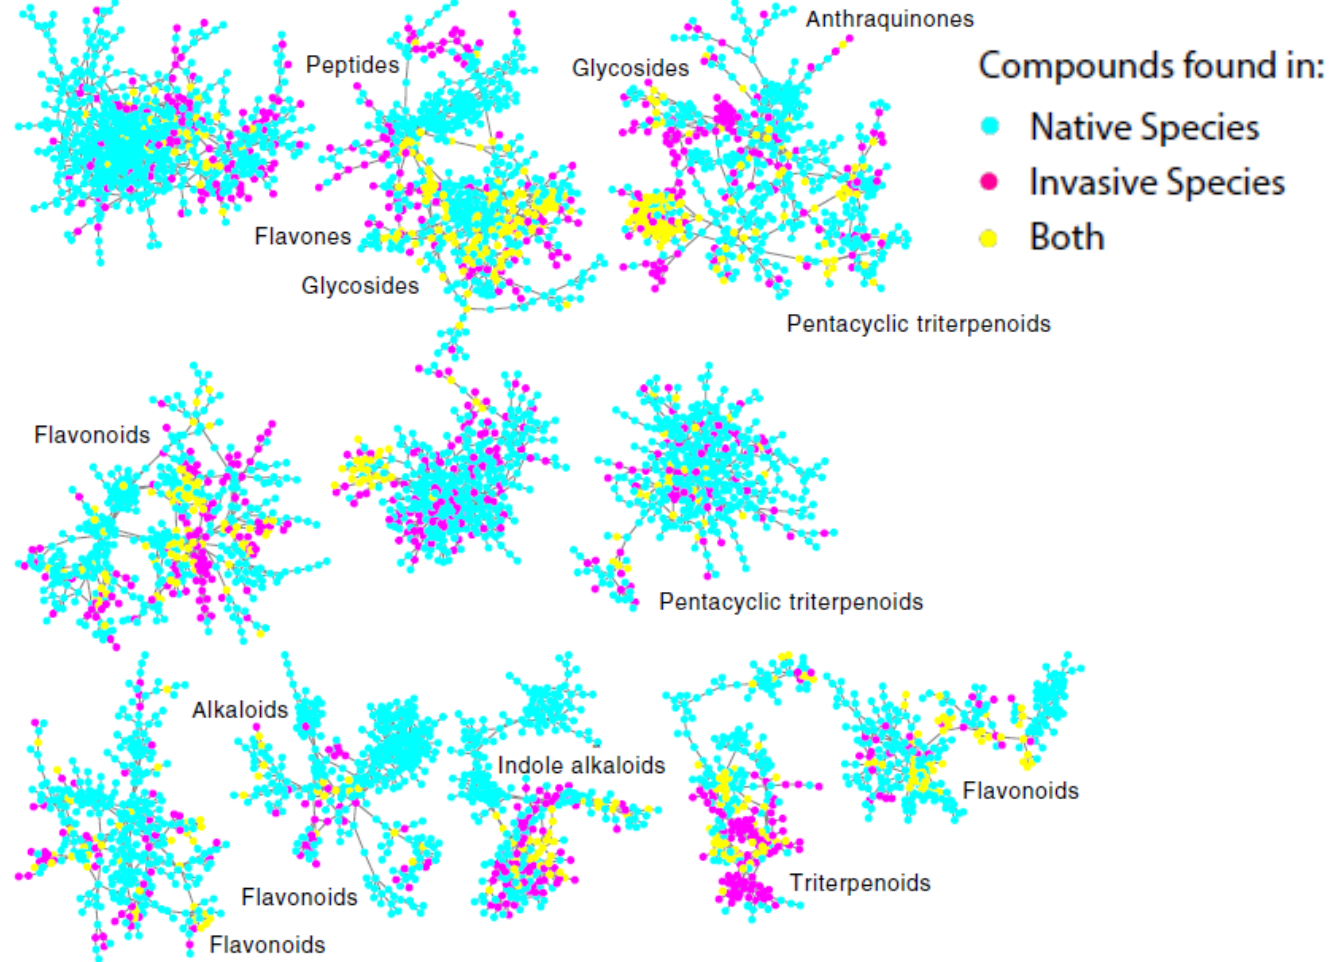 Anthraquinones
Peptides
Glycosides
Compounds found in:
Native Species
Invasive Species
Both
Flavones
Glycosides
Pentacyclic triterpenoids
Flavonoids
Pentacyclic triterpenoids
Alkaloids
Indole alkaloids
Flavonoids
Triterpenoids
Flavonoids
Flavonoids